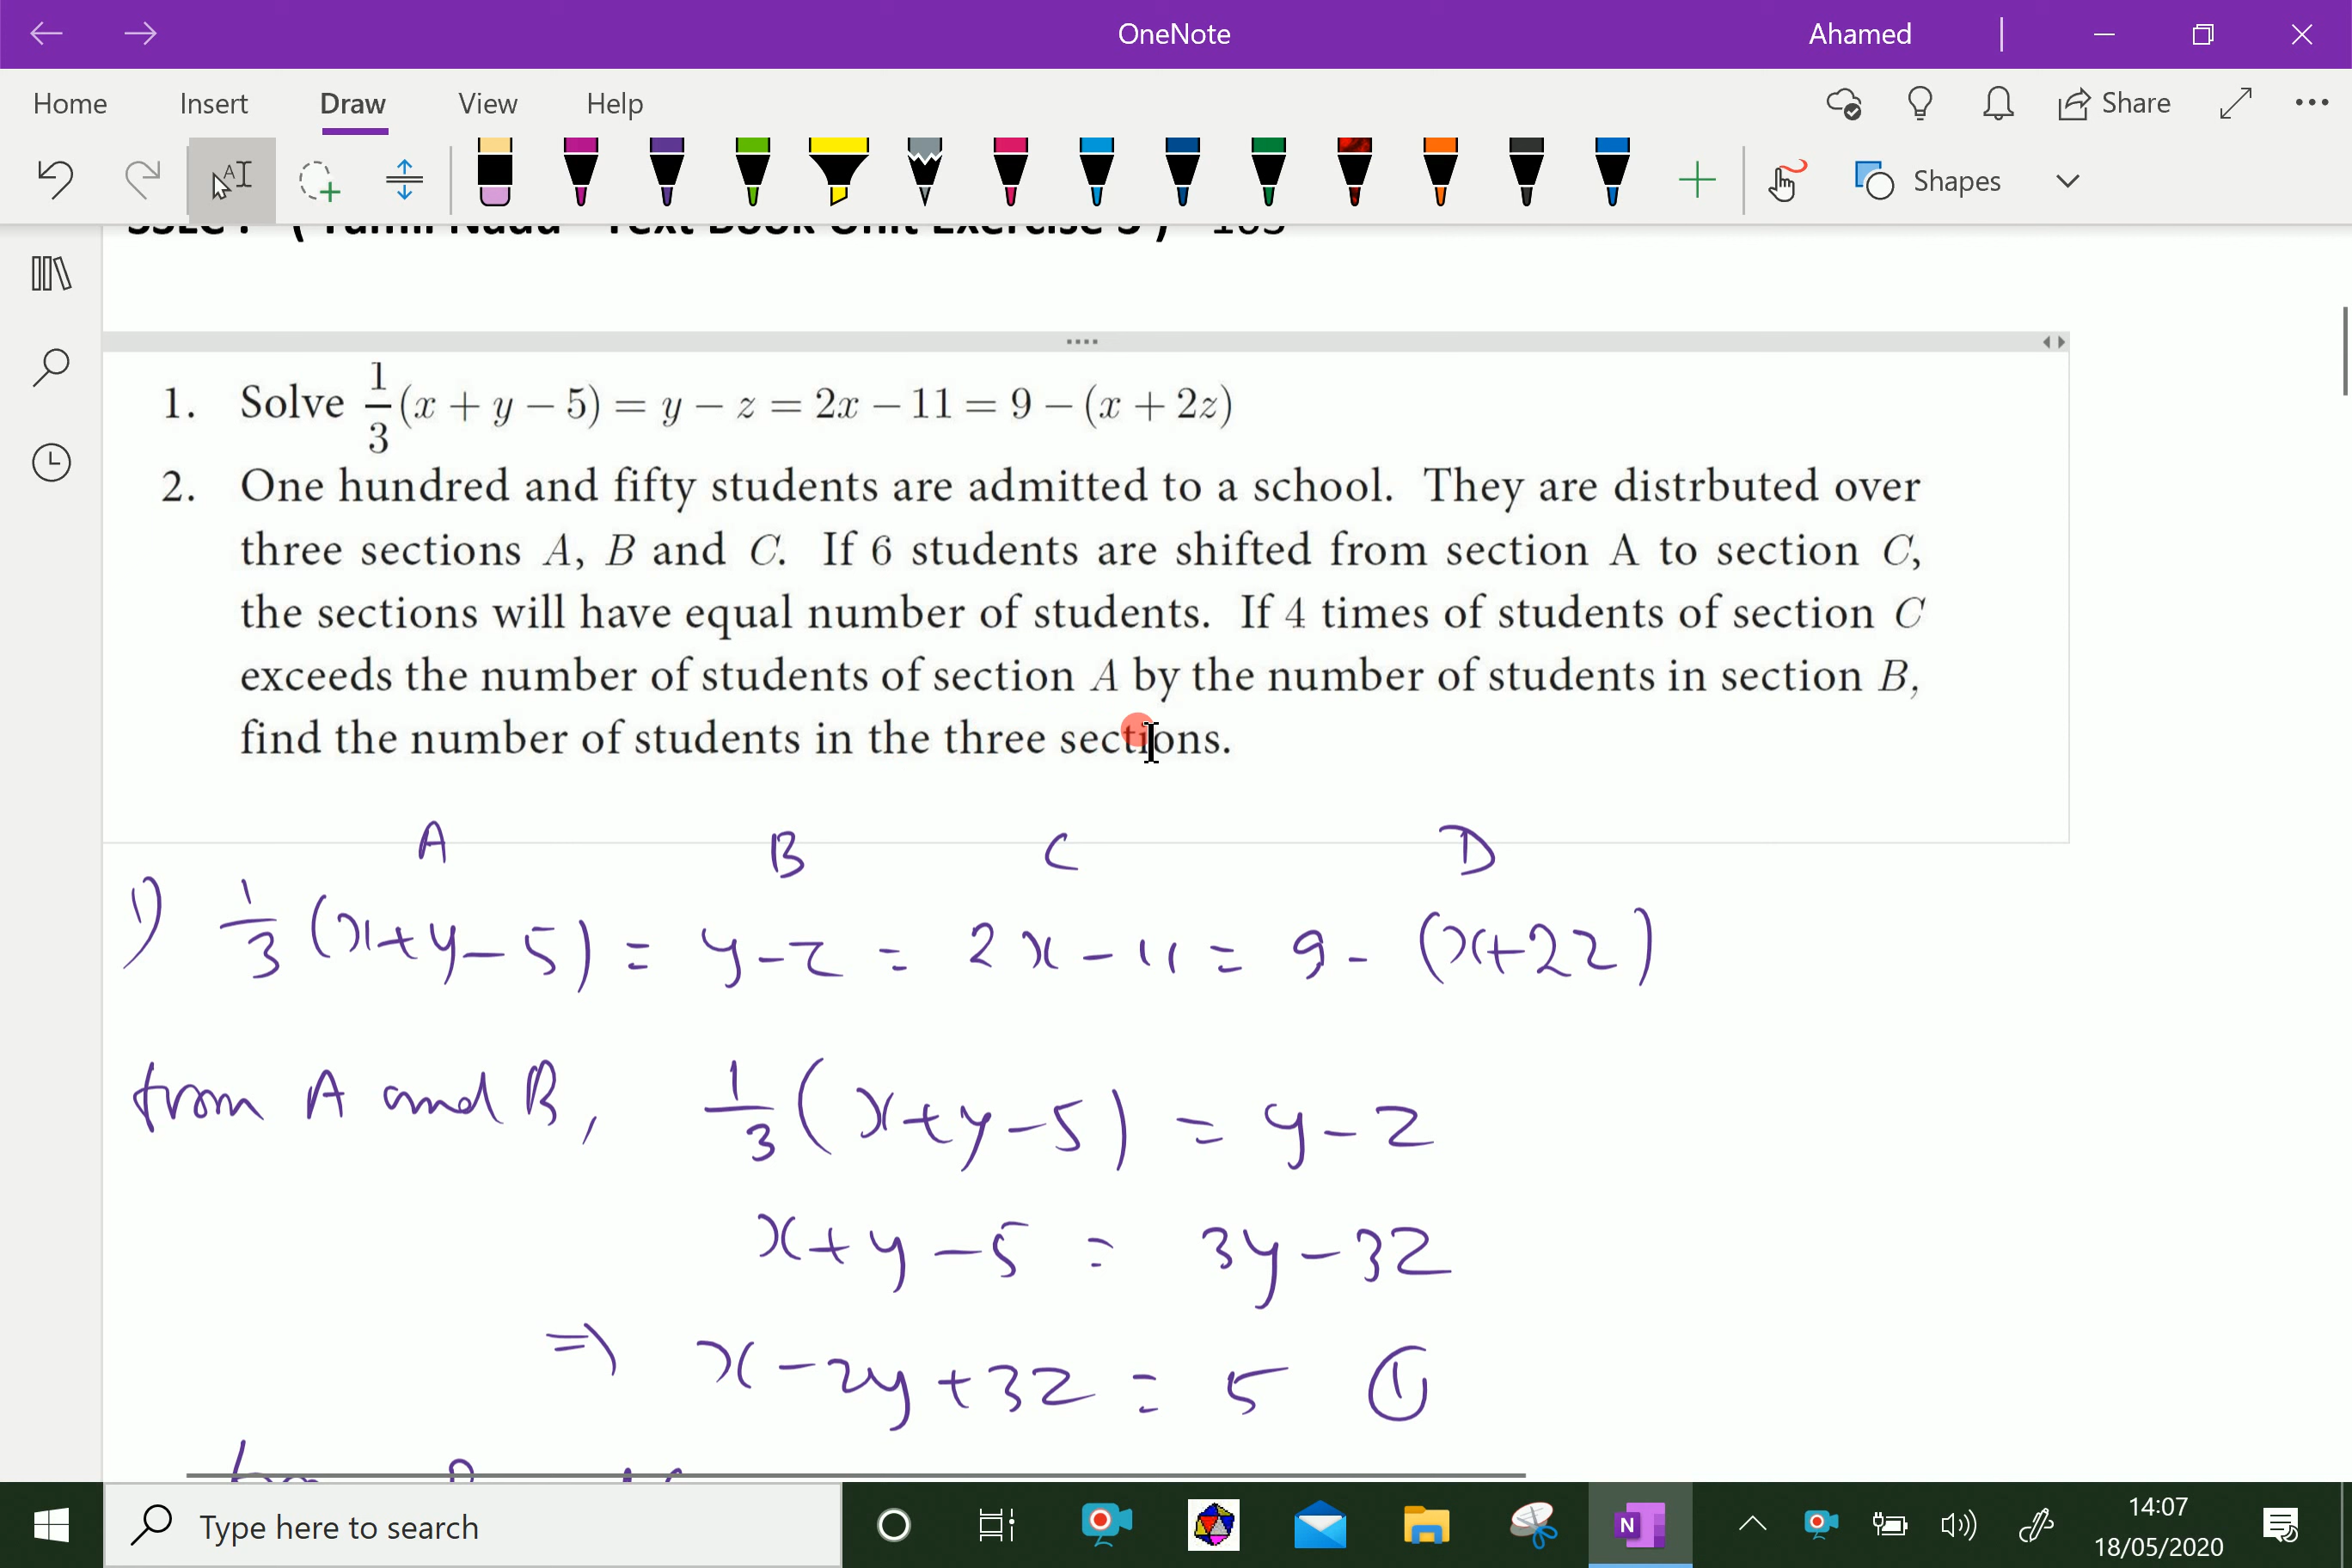 OneNote
Ahamed
Home Insert Draw View Help
Share
Shapes
1. Solve 1/3 (x + y − 5) = y − z = 2x − 11 = 9 − (x + 2z)
2. One hundred and fifty students are admitted to a school. They are distrbuted over
three sections A, B and C. If 6 students are shifted from section A to section C,
the sections will have equal number of students. If 4 times of students of section C
exceeds the number of students of section A by the number of students in section B,
find the number of students in the three sections.
A B C D
1) 1/3 (x+y−5) = y−z = 2x−11 = 9−(x+2z)
from A and B, 1/3 (x+y−5) = y−z
x+y−5 = 3y−3z
⇒ x−2y+3z = 5 ①
Type here to search
14:07
18/05/2020